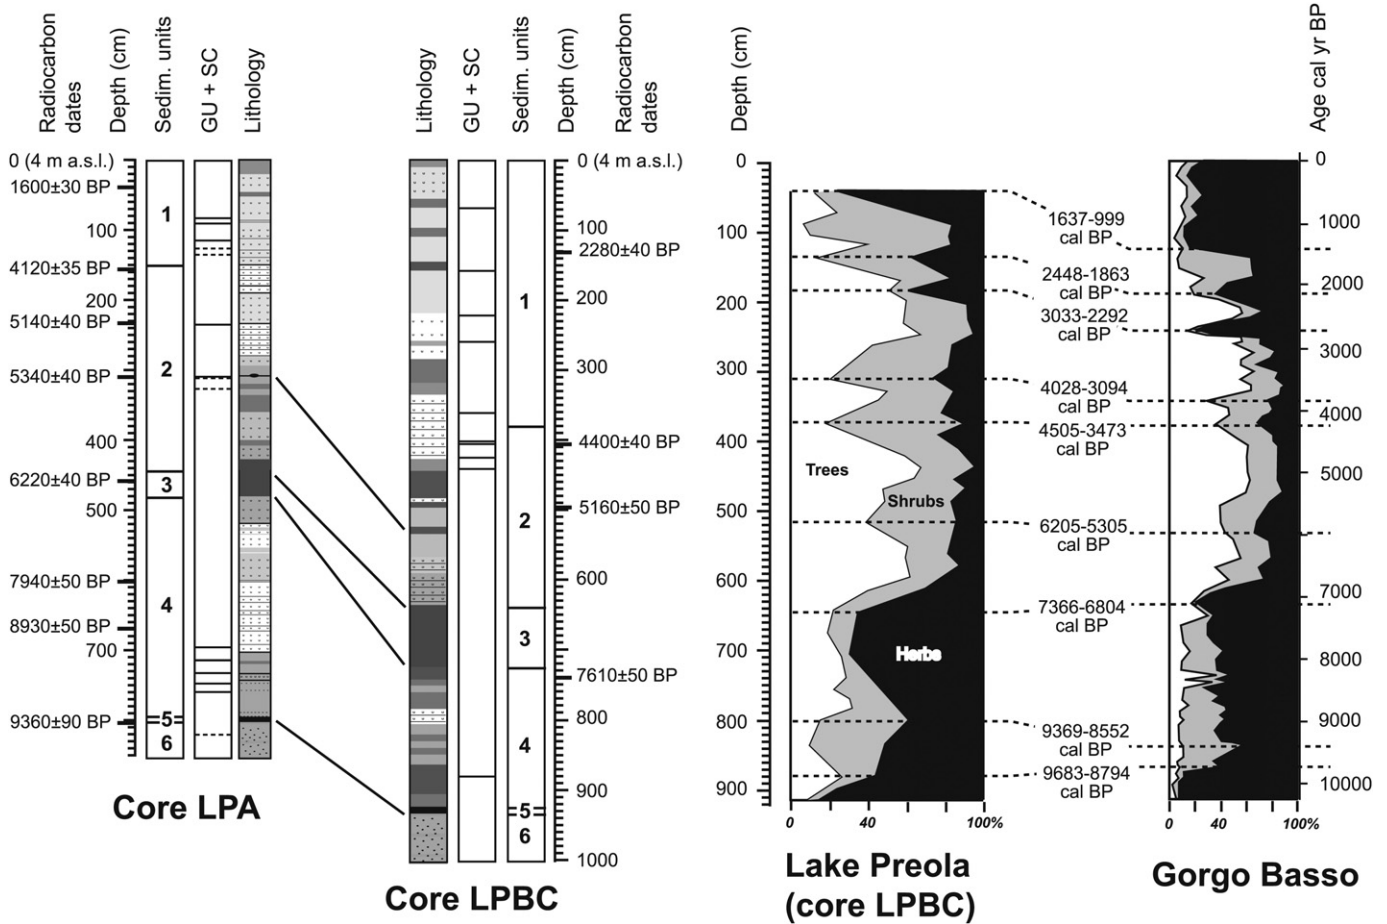 Radiocarbon
dates
Depth (cm)
Sedim. units
GU + SC
Lithology
0 (4 m a.s.l.)
1600±30 BP
100
4120±35 BP
200
5140±40 BP
5340±40 BP
400
6220±40 BP
500
7940±50 BP
8930±50 BP
700
9360±90 BP
1
2
3
4
5
6
Core LPA
Lithology
GU + SC
Sedim. units
Depth (cm)
Radiocarbon
dates
1
2
3
4
5
6
0 (4 m a.s.l.)
100
2280±40 BP
200
300
4400±40 BP
5160±50 BP
600
7610±50 BP
800
900
1000
Core LPBC
Depth (cm)
0
100
200
300
400
500
600
700
800
900
Trees
Shrubs
Herbs
0
40
100%
Lake Preola
(core LPBC)
1637-999
cal BP
2448-1863
cal BP
3033-2292
cal BP
4028-3094
cal BP
4505-3473
cal BP
6205-5305
cal BP
7366-6804
cal BP
9369-8552
cal BP
9683-8794
cal BP
Age cal yr BP
0
1000
2000
3000
4000
5000
6000
7000
8000
9000
10000
0
40
100%
Gorgo Basso